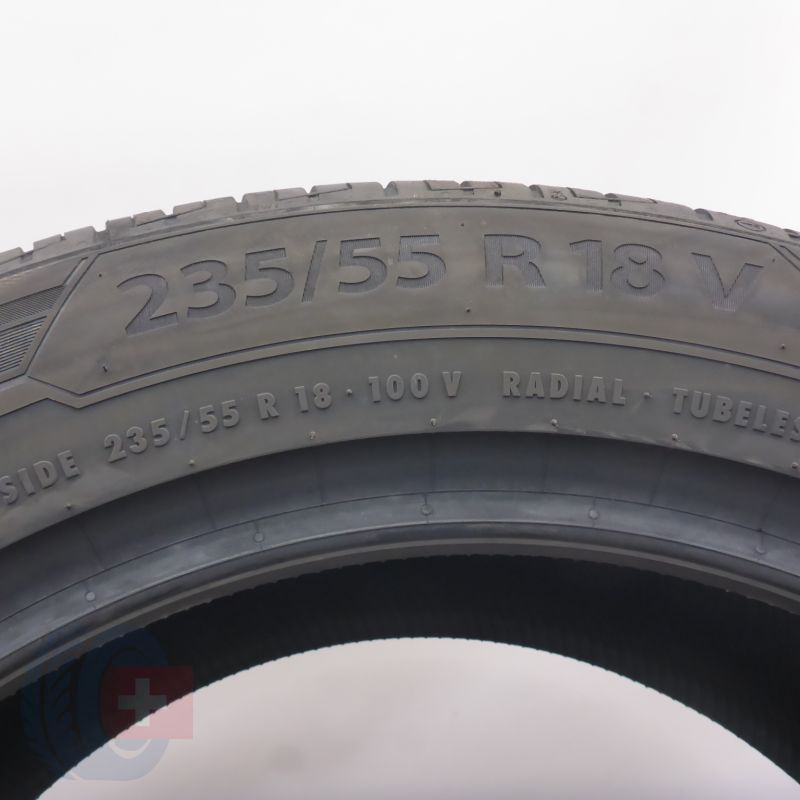 235/55 R 18 V
SIDE 235/55 R 18 · 100 V RADIAL · TUBELES